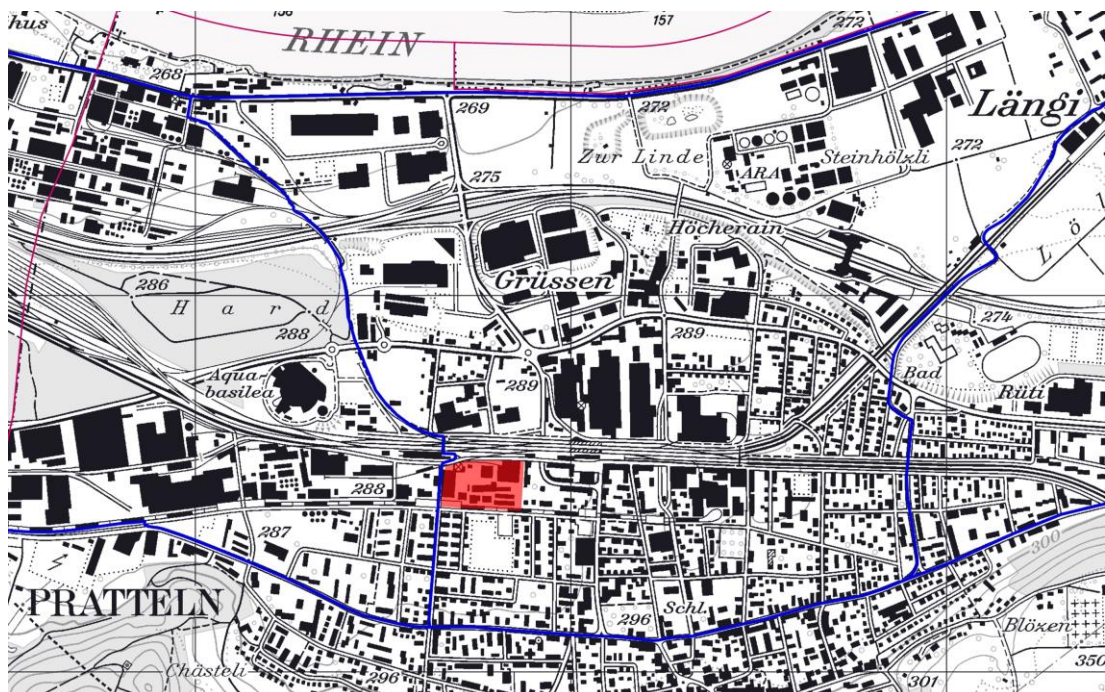 156
157
272
hus
RHEIN
268
269
272
Längi
Zur Linde
Steinhölzli
272
ARA
275
Höcherain
286
Grüssen
Hard
288
289
274
Aqua-
basilea
289
Bad
Rüti
288
287
300
PRATTELN
Schl.
296
Blözen
Chästeli
296
301
350